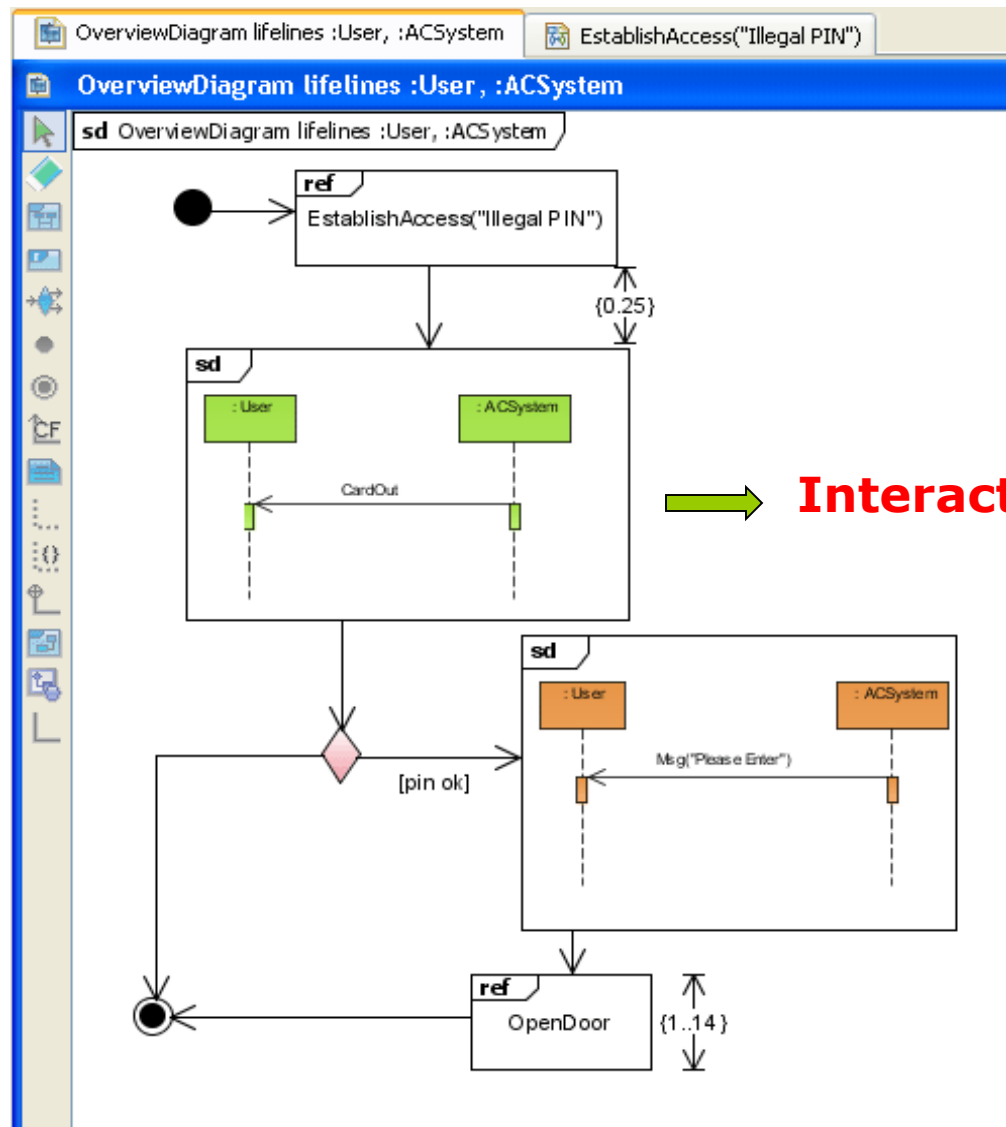 OverviewDiagram lifelines :User, :ACSystem
EstablishAccess("Illegal PIN")
OverviewDiagram lifelines :User, :ACSystem
sd OverviewDiagram lifelines :User, :ACSystem
ref
EstablishAccess("Illegal PIN")
{0.25}
sd
: User
: ACSystem
CardOut
Interact
CF
{}
sd
: User
: ACSystem
Msg("Please Enter")
[pin ok]
ref
OpenDoor
{1..14}